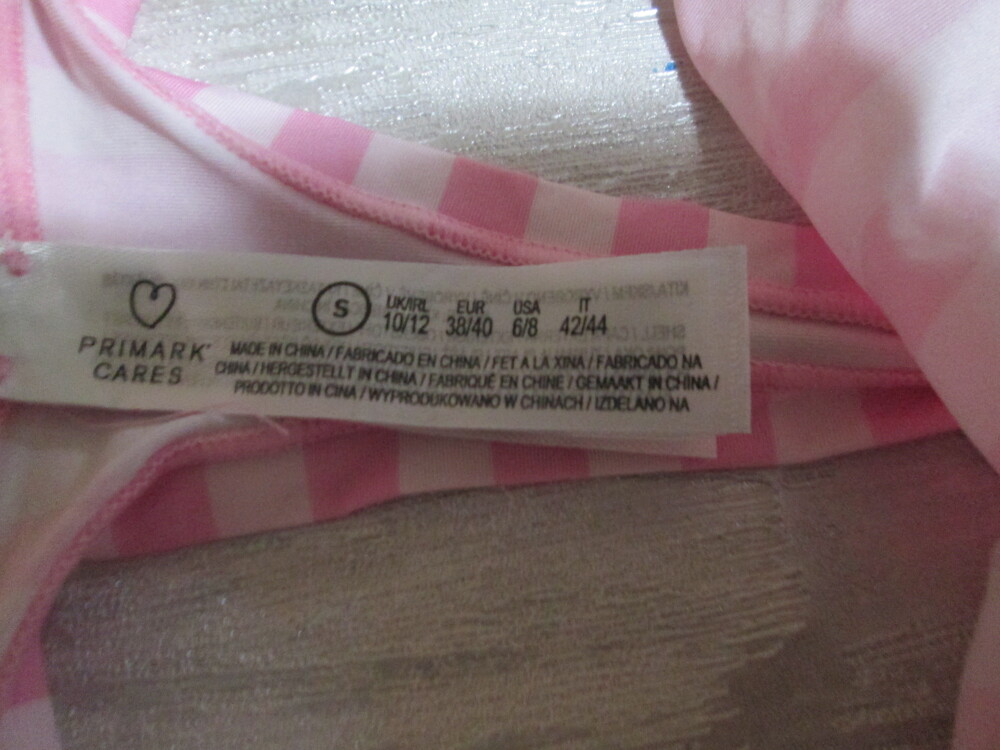 PRIMARK
CARES
S
UK/IRL EUR USA IT
10/12 38/40 6/8 42/44
MADE IN CHINA / FABRICADO EN CHINA / FET A LA XINA / FABRICADO NA
CHINA / HERGESTELLT IN CHINA / FABRIQUÉ EN CHINE / GEMAAKT IN CHINA /
PRODOTTO IN CINA / WYPRODUKOWANO W CHINACH / IZDELANO NA